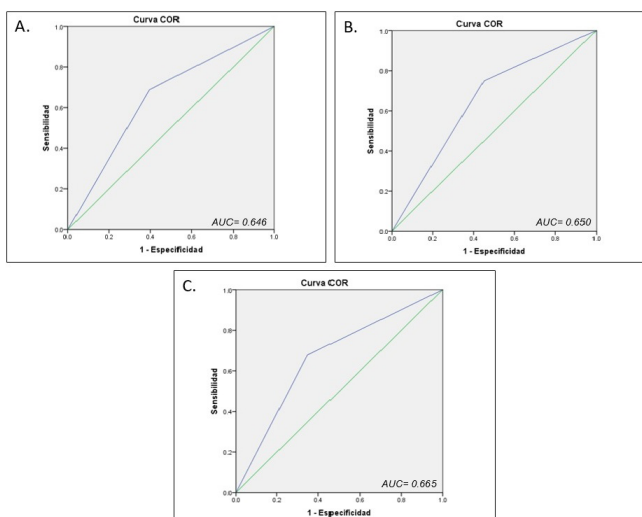 A.
Curva COR
Sensibilidad
1.0
0.8
0.6
0.4
0.2
0.0
0.0 0.2 0.4 0.6 0.8 1.0
AUC= 0.646
1 - Especificidad
B.
Curva COR
Sensibilidad
1.0
0.8
0.6
0.4
0.2
0.0
0.0 0.2 0.4 0.6 0.8 1.0
AUC= 0.650
1 - Especificidad
C.
Curva COR
Sensibilidad
1.0
0.8
0.6
0.4
0.2
0.0
0.0 0.2 0.4 0.6 0.8 1.0
AUC= 0.665
1 - Especificidad